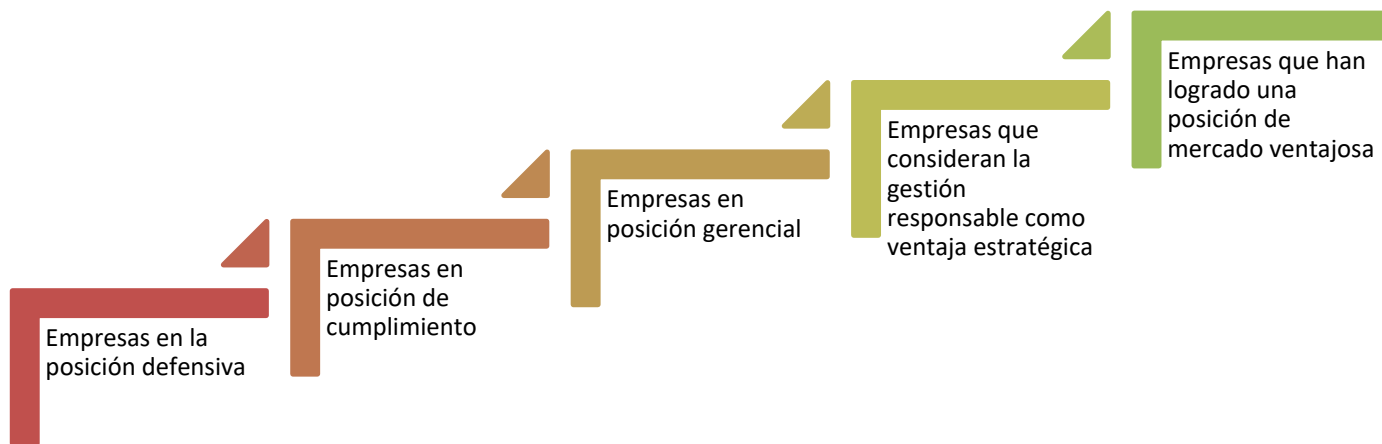 Empresas en la
posición defensiva
Empresas en
posición de
cumplimiento
Empresas en
posición gerencial
Empresas que
consideran la
gestión
responsable como
ventaja estratégica
Empresas que han
logrado una
posición de
mercado ventajosa